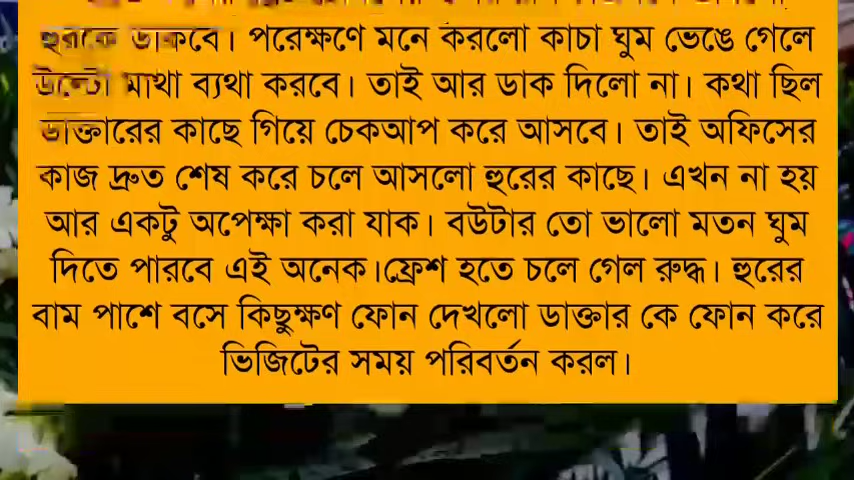 হুরকে ডাকবে। পরেক্ষণে মনে করলো কাচা ঘুম ভেঙে গেলে
উল্টো মাথা ব্যথা করবে। তাই আর ডাক দিলো না। কথা ছিল
ডাক্তারের কাছে গিয়ে চেকআপ করে আসবে। তাই অফিসের
কাজ দ্রুত শেষ করে চলে আসলো হুরের কাছে। এখন না হয়
আর একটু অপেক্ষা করা যাক। বউটার তো ভালো মতন ঘুম
দিতে পারবে এই অনেক।ফ্রেশ হতে চলে গেল রুদ্ধ। হুরের
বাম পাশে বসে কিছুক্ষণ ফোন দেখলো ডাক্তার কে ফোন করে
ভিজিটের সময় পরিবর্তন করল।